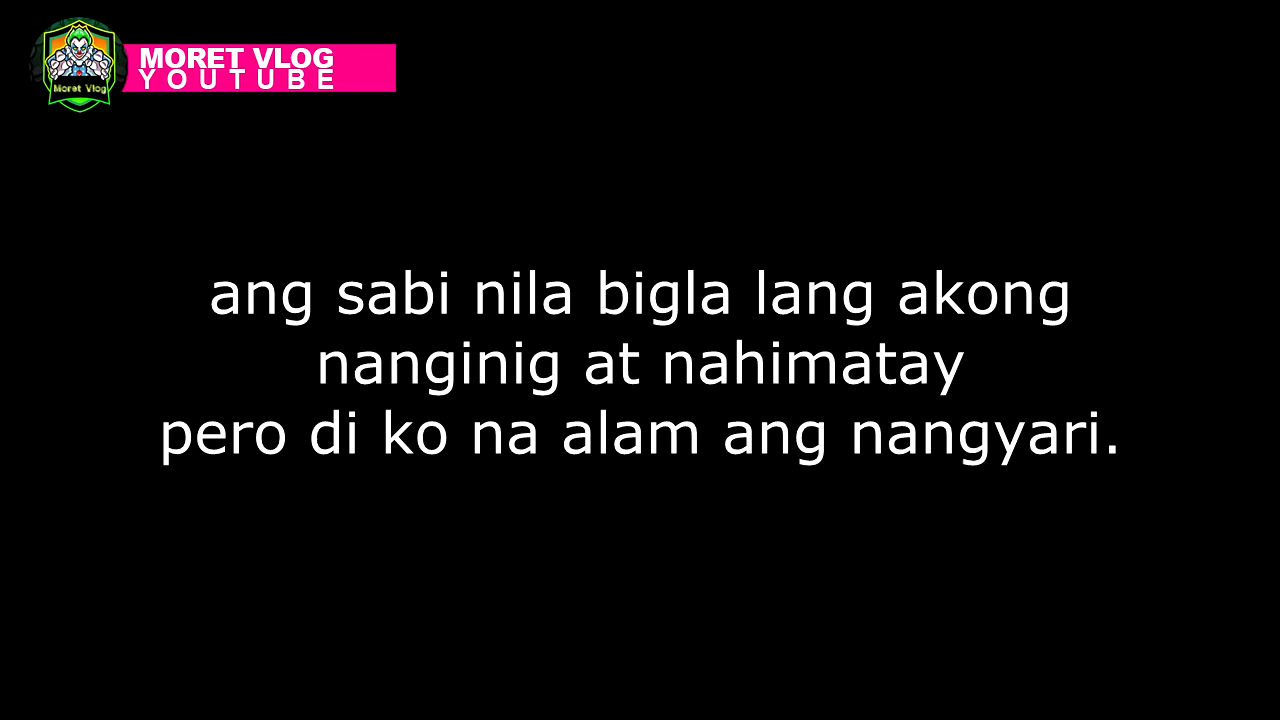 MORET VLOG
YOUTUBE
Moret Vlog
ang sabi nila bigla lang akong
nanginig at nahimatay
pero di ko na alam ang nangyari.